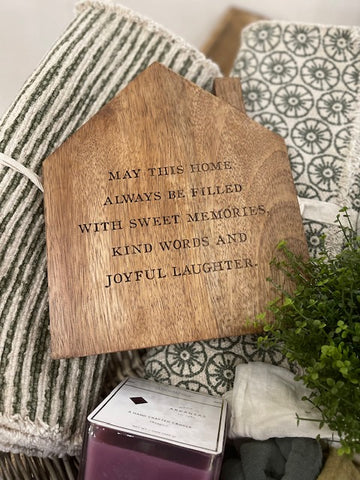 MAY THIS HOME
ALWAYS BE FILLED
WITH SWEET MEMORIES,
KIND WORDS AND
JOYFUL LAUGHTER.
A HAND CRAFTED CANDLE